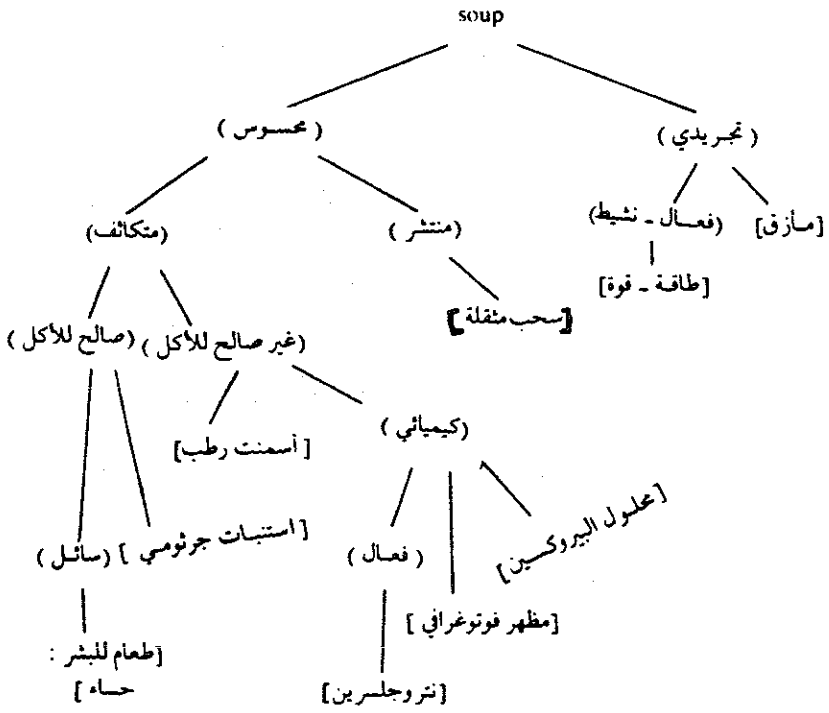 soup
(محسوس)
(تجريدي)
(متكاثف)
(منتشر)
(فعال - نشيط)
[مأزق]
[طاقة - قوة]
[سحب مثقلة]
(صالح للأكل)
(غير صالح للأكل)
(كيميائي)
[أسمنت رطب]
[محلول البيروكسين]
[استنبات جرثومي]
(سائل)
(فعال)
[مظهر فوتوغرافي]
[طعام للبشر :
حساء]
[نتروجلسرين]